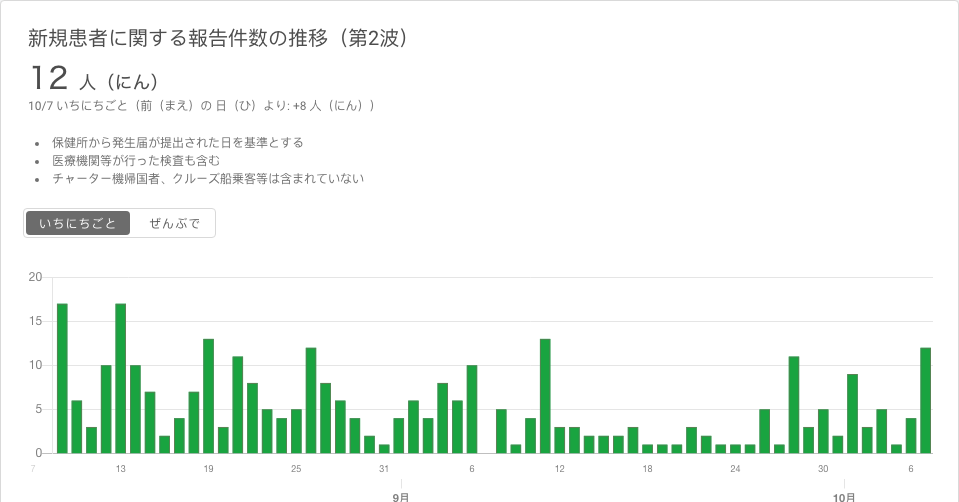 新規患者に関する報告件数の推移（第2波）
12 人（にん）
10/7 いちにちごと（前（まえ）の 日（ひ）より: +8 人（にん））
保健所から発生届が提出された日を基準とする
医療機関等が行った検査も含む
チャーター機帰国者、クルーズ船乗客等は含まれていない
いちにちごと ぜんぶで
20
15
10
5
0
7 13 19 25 31 6 12 18 24 30 6
9月 10月